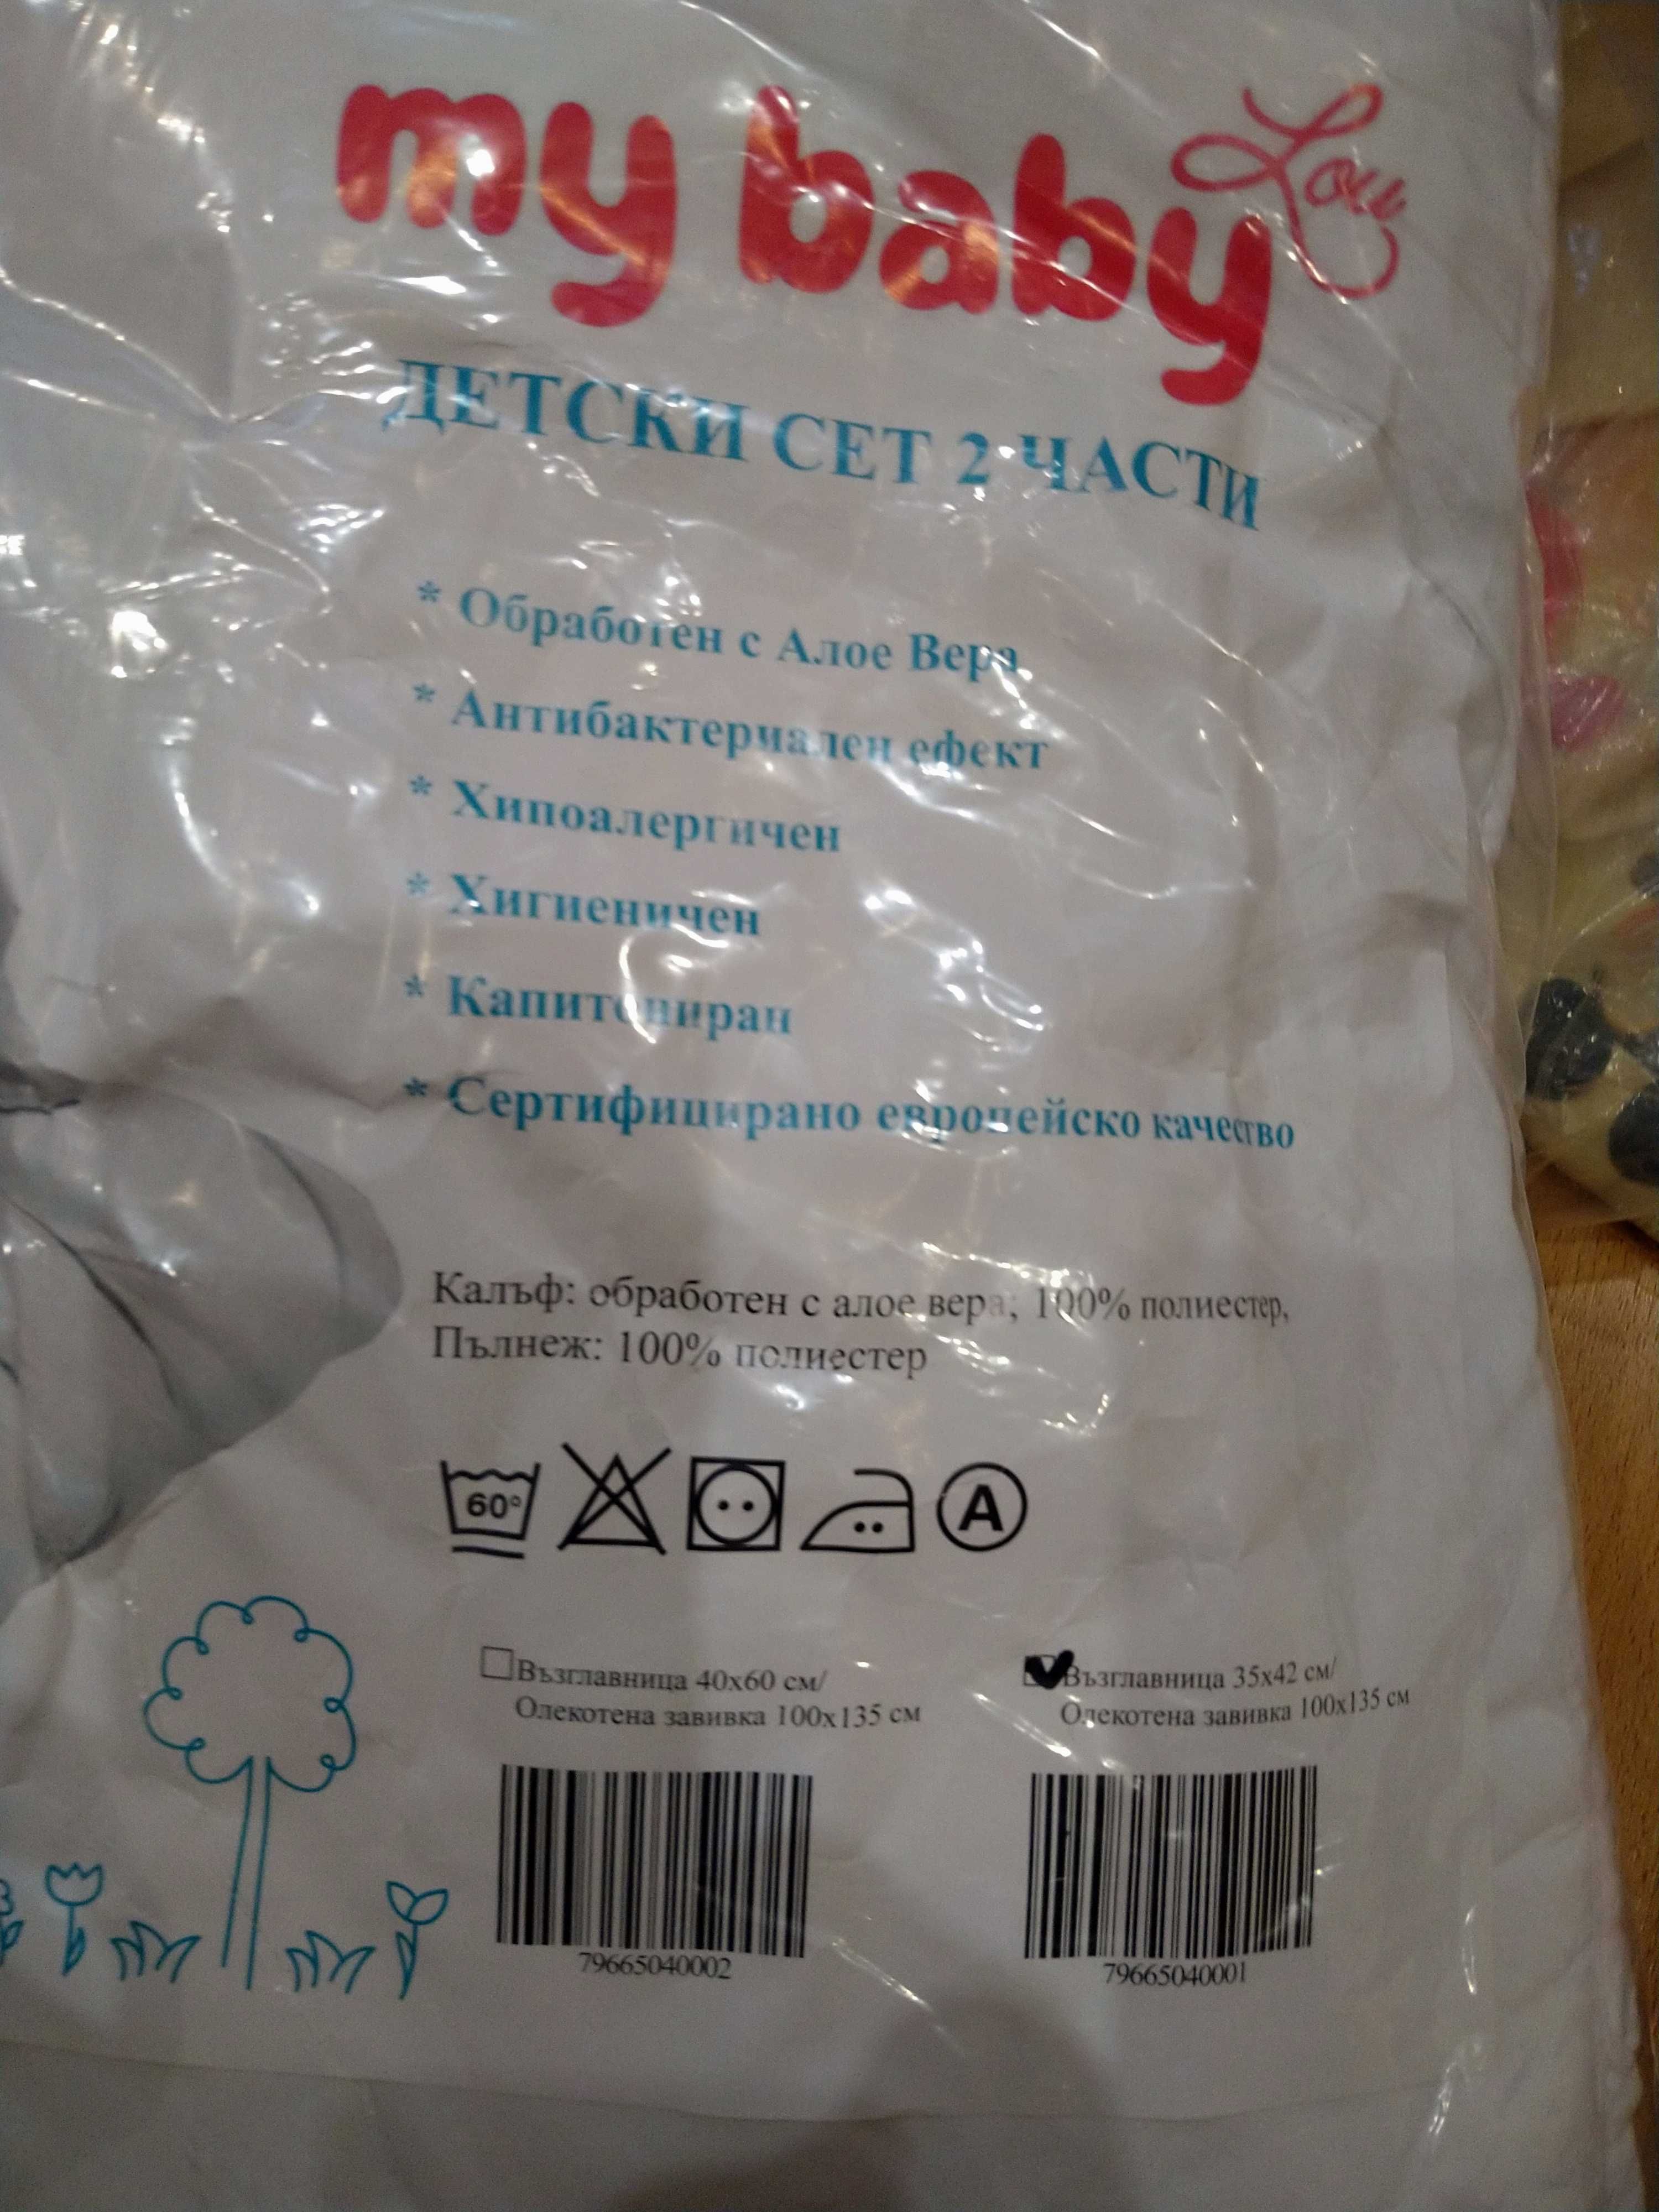 my baby Lou
ДЕТСКИ СЕТ 2 ЧАСТИ
* Обработен с Алое Вера
* Антибактериален ефект
* Хипоалергичен
* Хигиеничен
* Капитониран
* Сертифицирано европейско качество
Калъф: обработен с алое вера; 100% полиестер,
Пълнеж: 100% полиестер
60° A
Възглавница 40x60 см/
Олекотена завивка 100x135 см
Възглавница 35x42 см/
Олекотена завивка 100x135 см
79665040002
79665040001